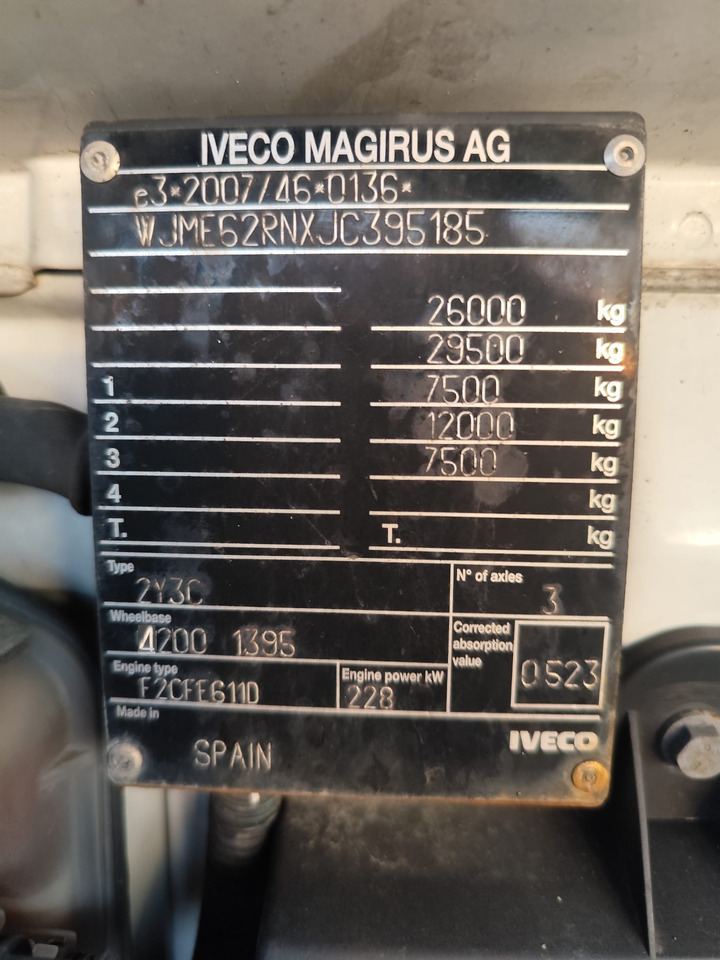 IVECO MAGIRUS AG
e3*2007/46*0136*
WJME62RNXJC395185
26000 kg
29500 kg
1 7500 kg
2 12000 kg
3 7500 kg
4 kg
T. T. kg
Type
2Y3C
N° of axles
3
Wheelbase
4200 1395
Corrected
absorption
value
0.523
Engine type
F2CFE611D
Engine power kW
228
Made in
SPAIN
IVECO